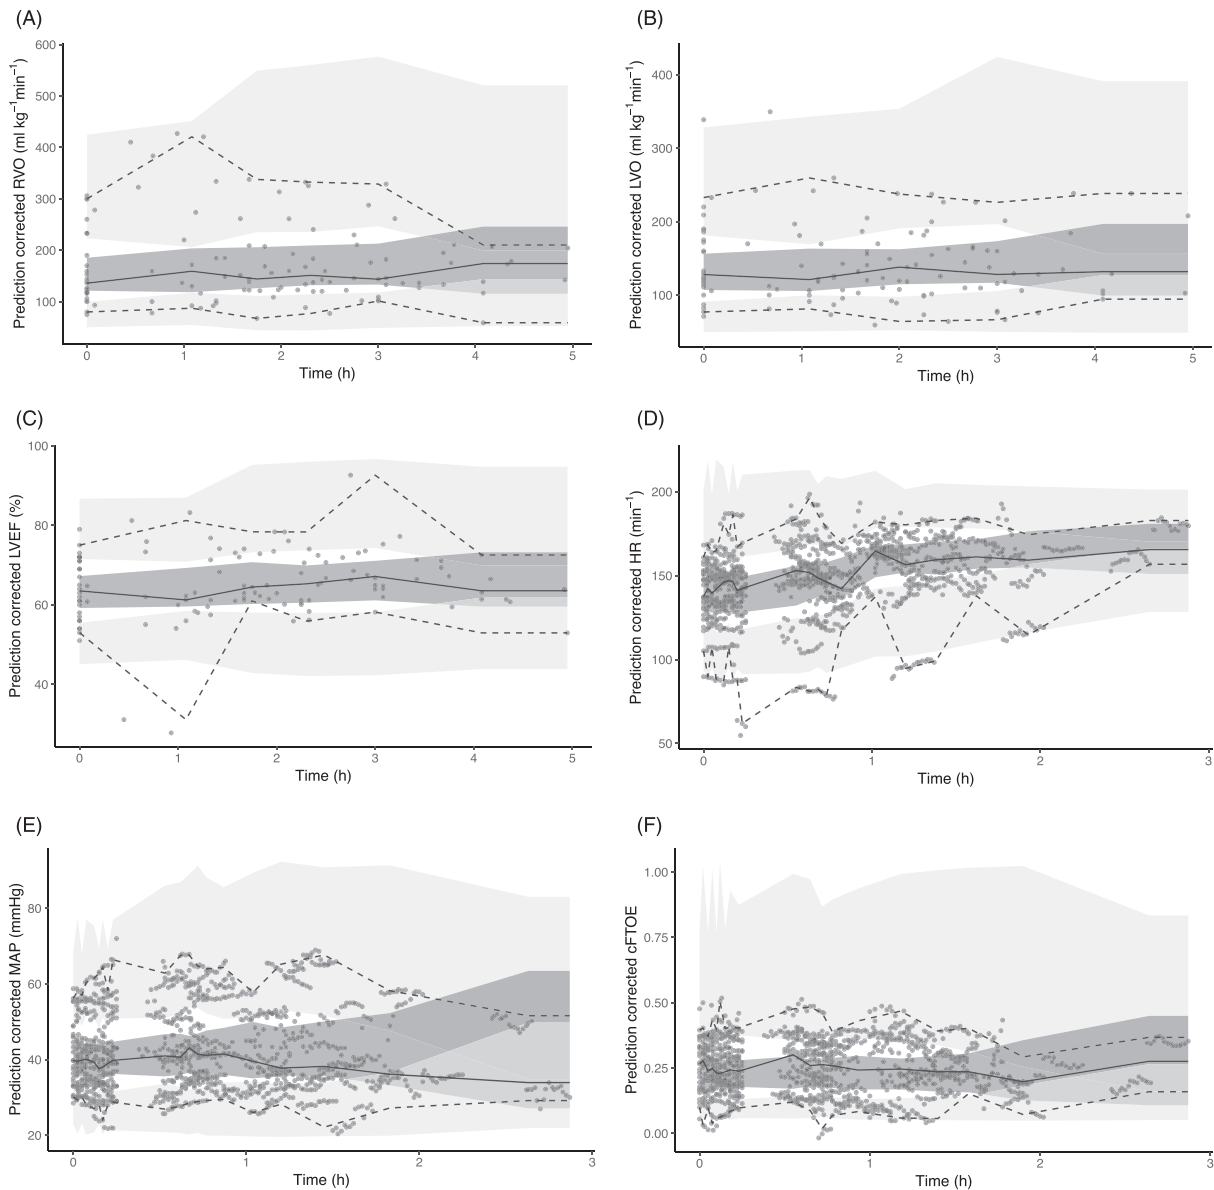 (A)
Prediction corrected RVO (ml kg−1min−1)
600
500
400
300
200
100
0 1 2 3 4 5
Time (h)
(B)
Prediction corrected LVO (ml kg−1min−1)
400
300
200
100
0 1 2 3 4 5
Time (h)
(C)
Prediction corrected LVEF (%)
100
80
60
40
0 1 2 3 4 5
Time (h)
(D)
Prediction corrected HR (min−1)
200
150
100
50
0 1 2 3
Time (h)
(E)
Prediction corrected MAP (mmHg)
80
60
40
20
0 1 2 3
Time (h)
(F)
Prediction corrected cFTOE
1.00
0.75
0.50
0.25
0.00
0 1 2 3
Time (h)